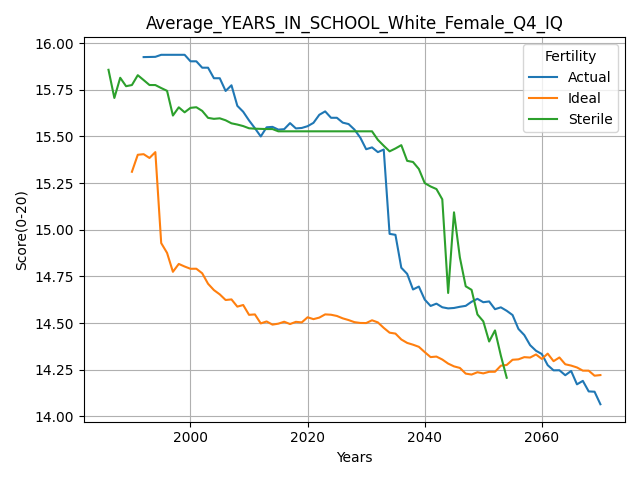 Average_YEARS_IN_SCHOOL_White_Female_Q4_IQ
Fertility
Actual
Ideal
Sterile
Score(0-20)
16.00
15.75
15.50
15.25
15.00
14.75
14.50
14.25
14.00
2000
2020
2040
2060
Years